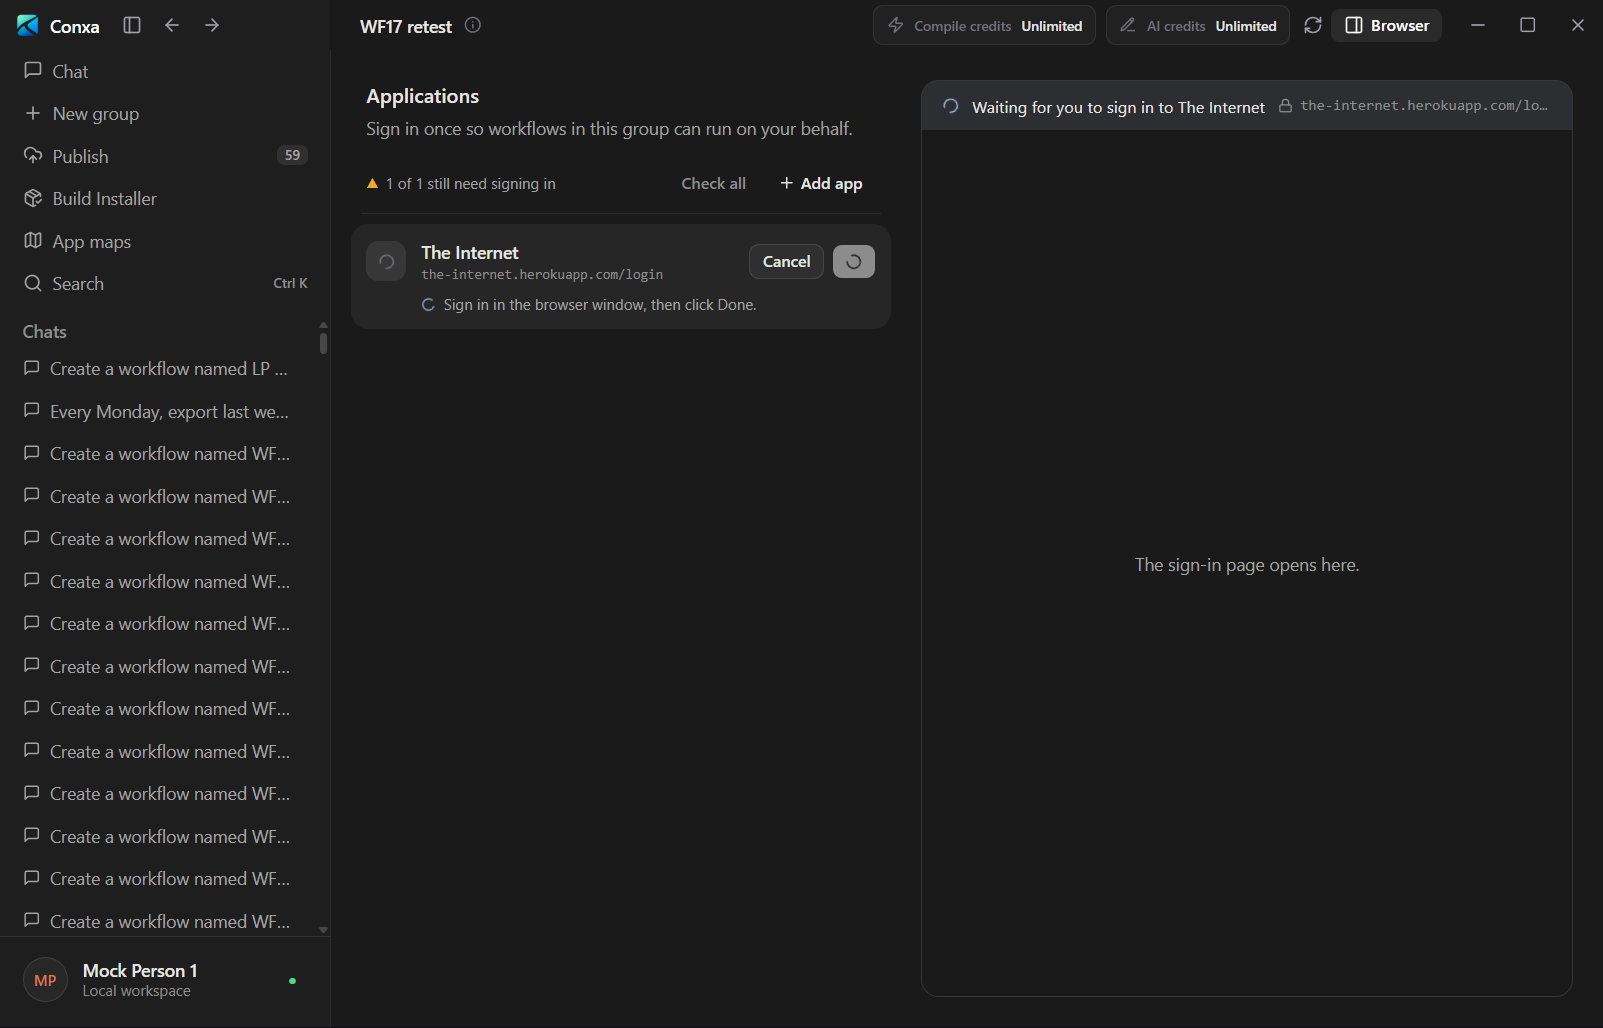 Conxa
WF17 retest
Compile credits Unlimited
AI credits Unlimited
Browser
Chat
New group
Publish 59
Build Installer
App maps
Search Ctrl K
Chats
Create a workflow named LP ...
Every Monday, export last we...
Create a workflow named WF...
Create a workflow named WF...
Create a workflow named WF...
Create a workflow named WF...
Create a workflow named WF...
Create a workflow named WF...
Create a workflow named WF...
Create a workflow named WF...
Create a workflow named WF...
Create a workflow named WF...
Create a workflow named WF...
Create a workflow named WF...
MP
Mock Person 1
Local workspace
Applications
Sign in once so workflows in this group can run on your behalf.
1 of 1 still need signing in
Check all
Add app
The Internet
the-internet.herokuapp.com/login
Cancel
Sign in in the browser window, then click Done.
Waiting for you to sign in to The Internet the-internet.herokuapp.com/lo...
The sign-in page opens here.